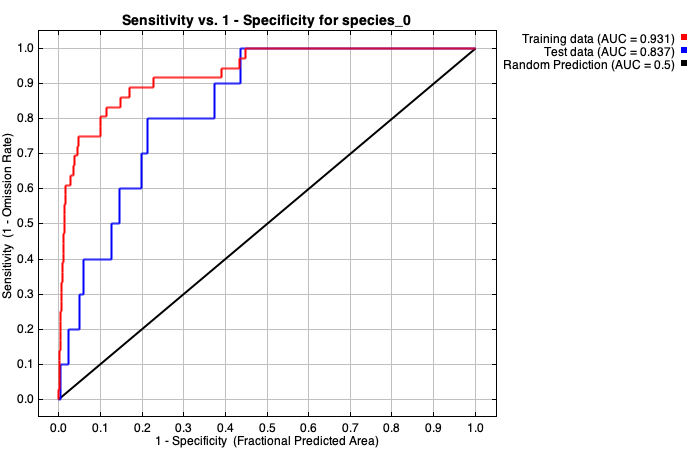 Sensitivity vs. 1 - Specificity for species_0
Training data (AUC = 0.931)
Test data (AUC = 0.837)
Random Prediction (AUC = 0.5)
Sensitivity (1 - Omission Rate)
1.0
0.9
0.8
0.7
0.6
0.5
0.4
0.3
0.2
0.1
0.0
0.0 0.1 0.2 0.3 0.4 0.5 0.6 0.7 0.8 0.9 1.0
1 - Specificity (Fractional Predicted Area)